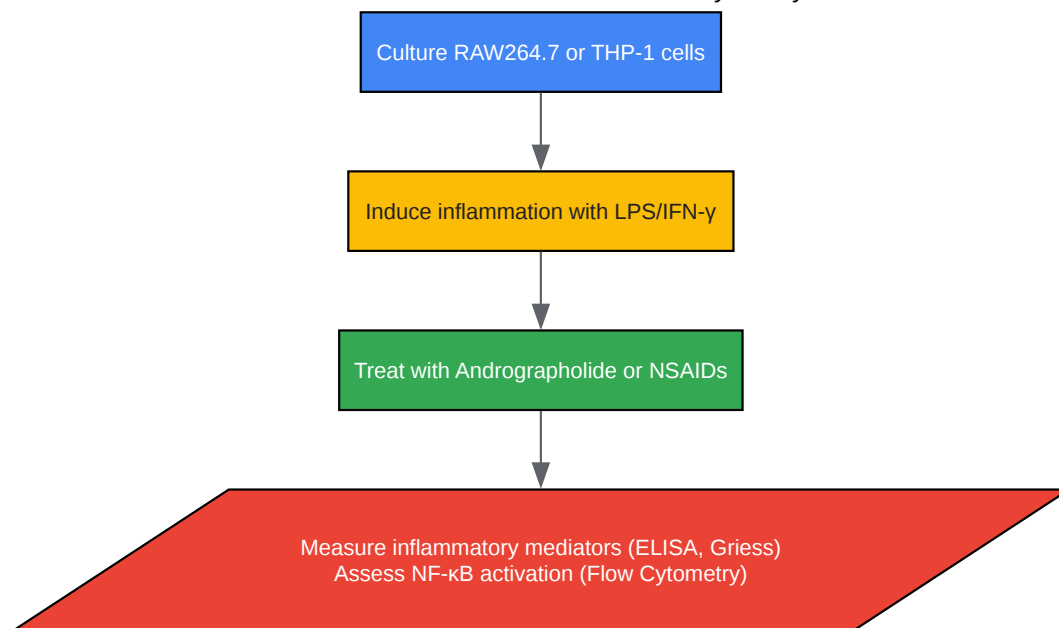 Culture RAW264.7 or THP-1 cells
Induce inflammation with LPS/IFN-γ
Treat with Andrographolide or NSAIDs
Measure inflammatory mediators (ELISA, Griess)
Assess NF-κB activation (Flow Cytometry)